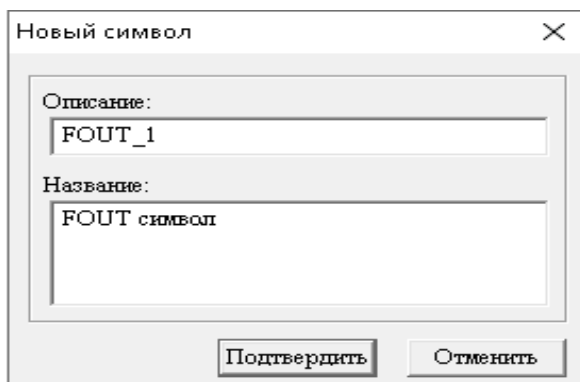 Новый символ
Описание:
FOUT_1
Название:
FOUT символ
Подтвердить Отменить